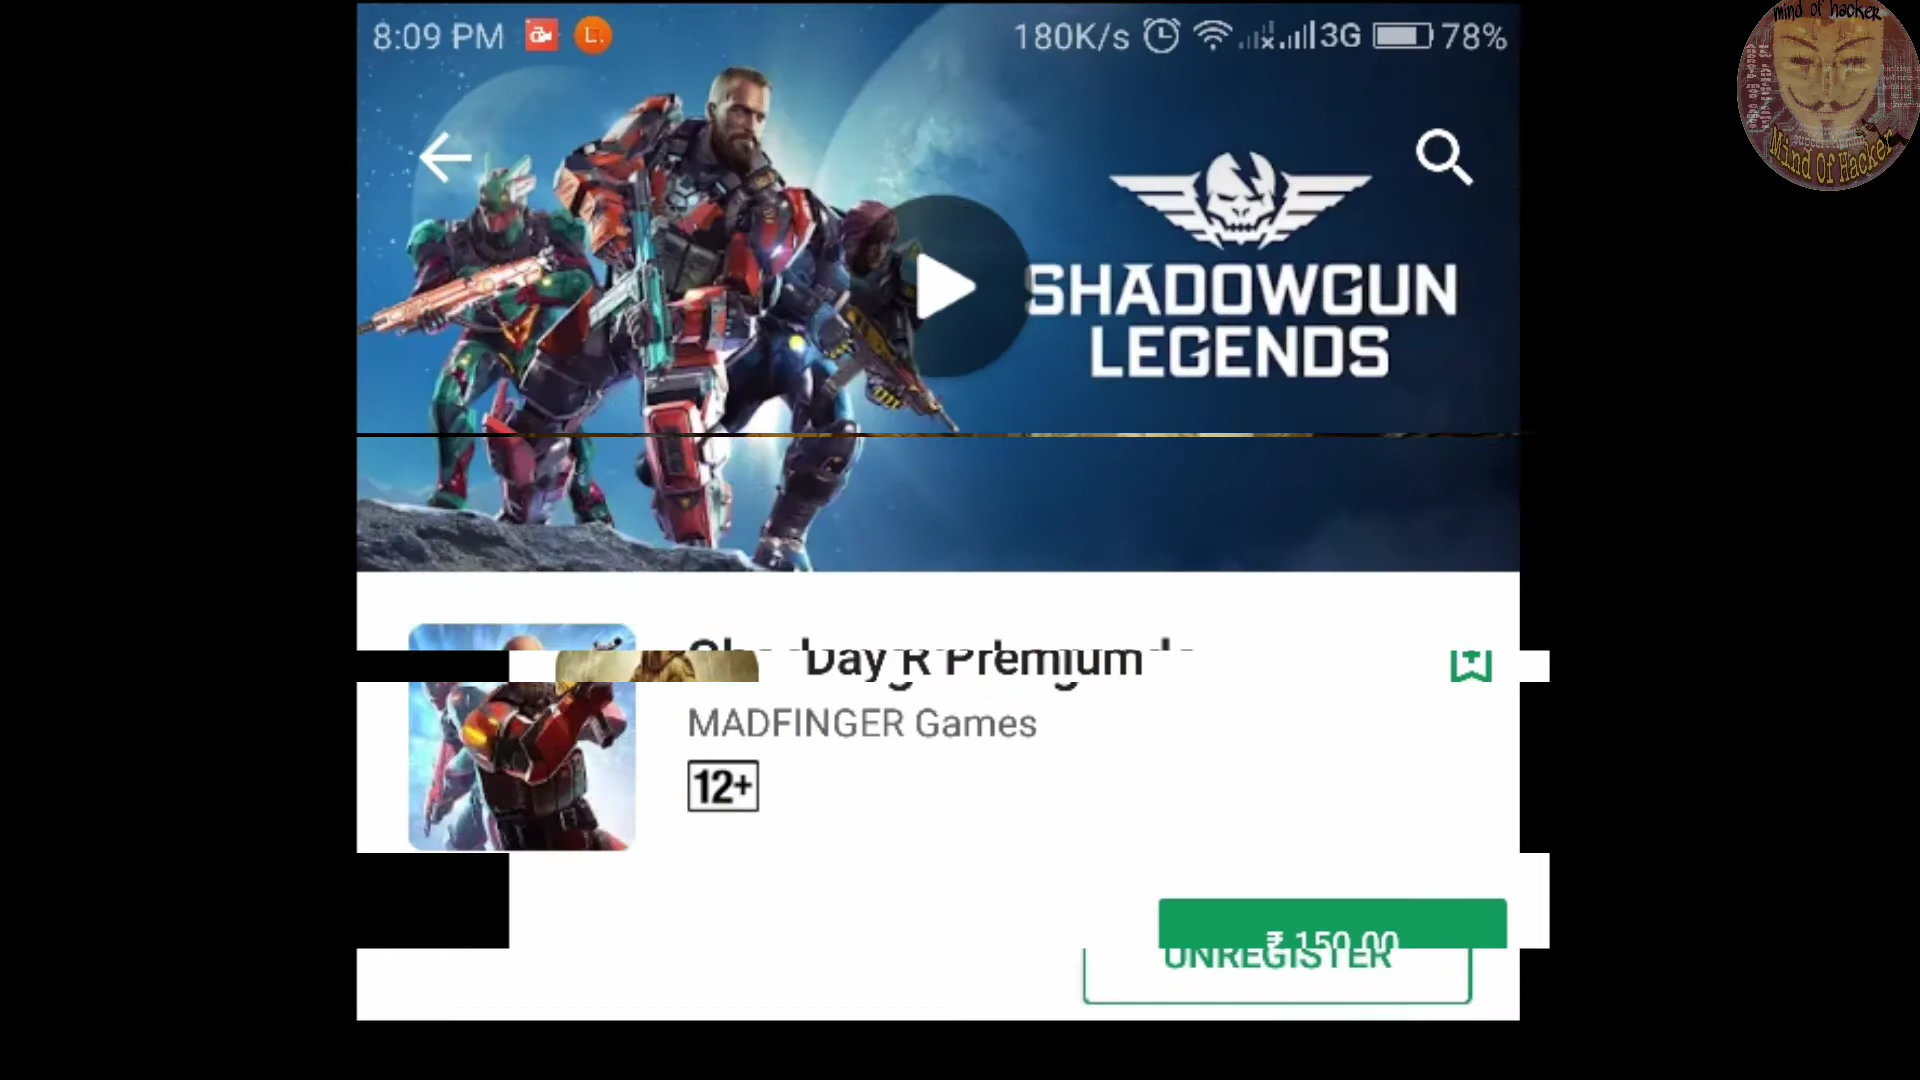 mind of hacker
8:09 PM
180K/s 3G 78%
SHADOWGUN
LEGENDS
Mind Of Hacker
Day R Premium
MADFINGER Games
12+
₹ 150.00
UNREGISTER